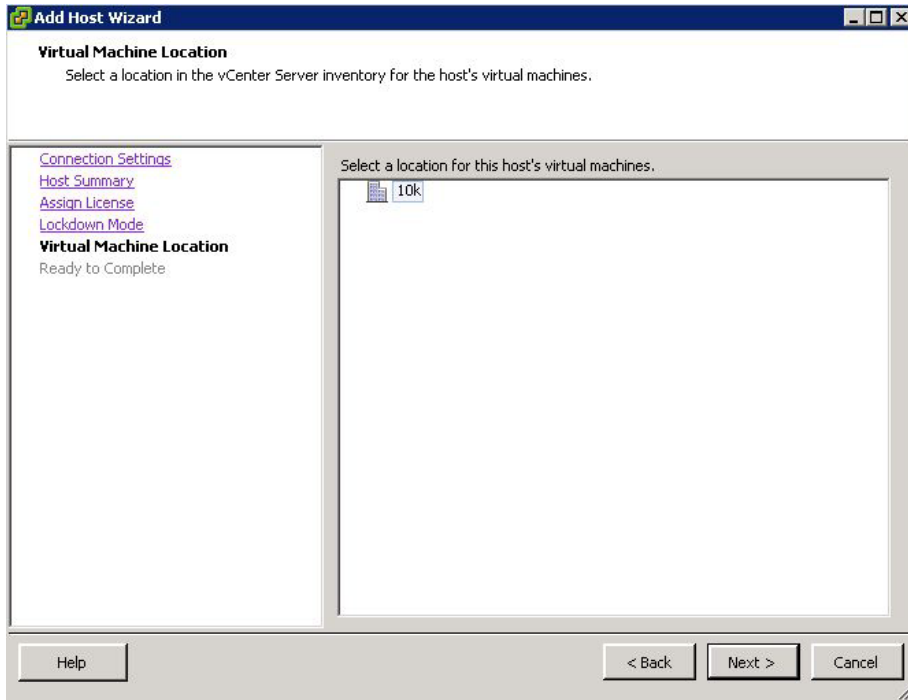 Add Host Wizard
Virtual Machine Location
Select a location in the vCenter Server inventory for the host's virtual machines.
Connection Settings
Host Summary
Assign License
Lockdown Mode
Virtual Machine Location
Ready to Complete
Select a location for this host's virtual machines.
10k
Help
< Back
Next >
Cancel